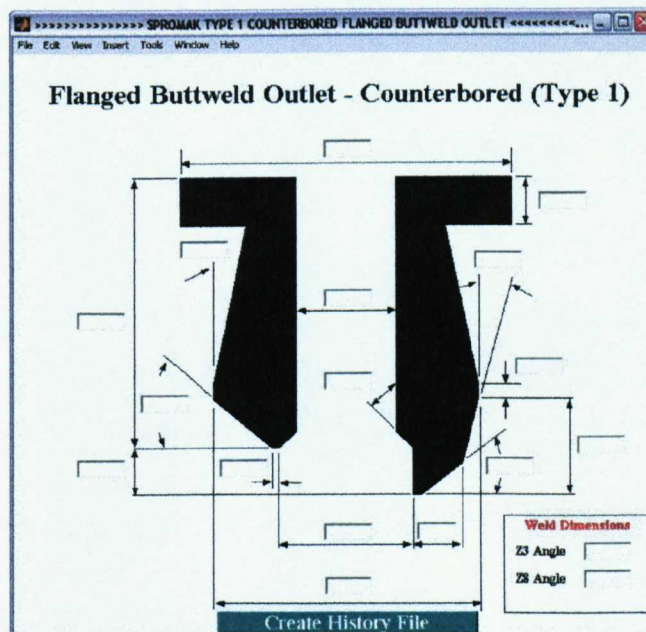 >>>>>>>>>>>>>>> SPROMAK TYPE 1 COUNTERBORED FLANGED BUTTWELD OUTLET <<<<<<<<<...
File Edit View Insert Tools Window Help
Flanged Buttweld Outlet - Counterbored (Type 1)
Weld Dimensions
Z3 Angle
Z8 Angle
Create History File